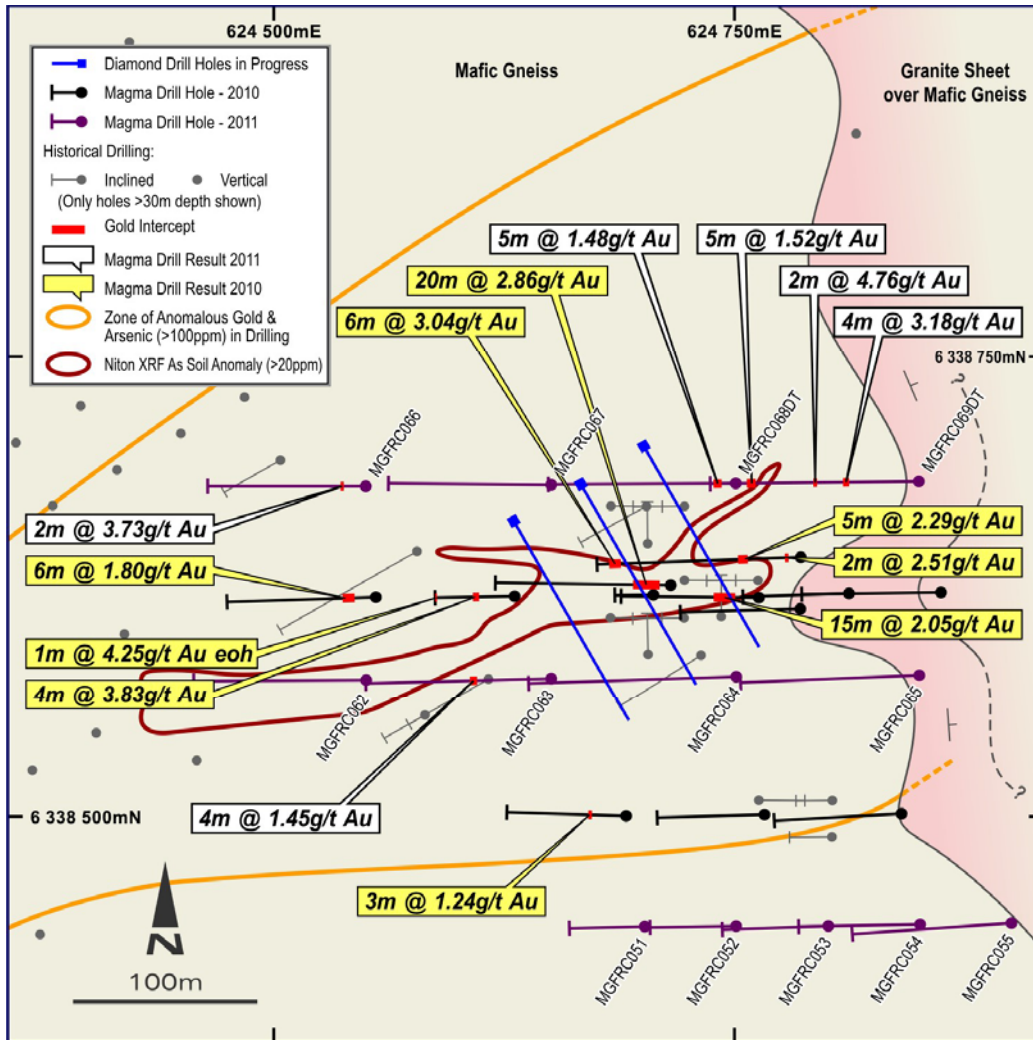 624 500mE
624 750mE
Diamond Drill Holes in Progress
Magma Drill Hole - 2010
Magma Drill Hole - 2011
Historical Drilling:
Inclined
Vertical
(Only holes >30m depth shown)
Gold Intercept
Magma Drill Result 2011
Magma Drill Result 2010
Zone of Anomalous Gold &
Arsenic (>100ppm) in Drilling
Niton XRF As Soil Anomaly (>20ppm)
Mafic Gneiss
Granite Sheet
over Mafic Gneiss
5m @ 1.48g/t Au
5m @ 1.52g/t Au
20m @ 2.86g/t Au
2m @ 4.76g/t Au
6m @ 3.04g/t Au
4m @ 3.18g/t Au
6 338 750mN
?
MGFRC066
MGFRC067
MGFRC068DT
MGFRC069DT
2m @ 3.73g/t Au
5m @ 2.29g/t Au
6m @ 1.80g/t Au
2m @ 2.51g/t Au
15m @ 2.05g/t Au
1m @ 4.25g/t Au eoh
4m @ 3.83g/t Au
MGFRC062
MGFRC063
MGFRC064
MGFRC065
?
6 338 500mN
4m @ 1.45g/t Au
3m @ 1.24g/t Au
N
100m
MGFRC051
MGFRC052
MGFRC053
MGFRC054
MGFRC055